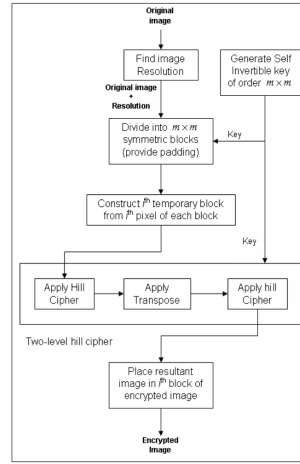 Original
image
Find image
Resolution
Generate Self
Invertible key
of order m × m
Original image
+
Resolution
Divide into m × m
symmetric blocks
(provide padding)
Key
Construct ith temporary block
from ith pixel of each block
Key
Apply Hill
Cipher
Apply
Transpose
Apply hill
Cipher
Two-level hill cipher
Place resultant
image in ith block of
encrypted image
Encrypted
Image